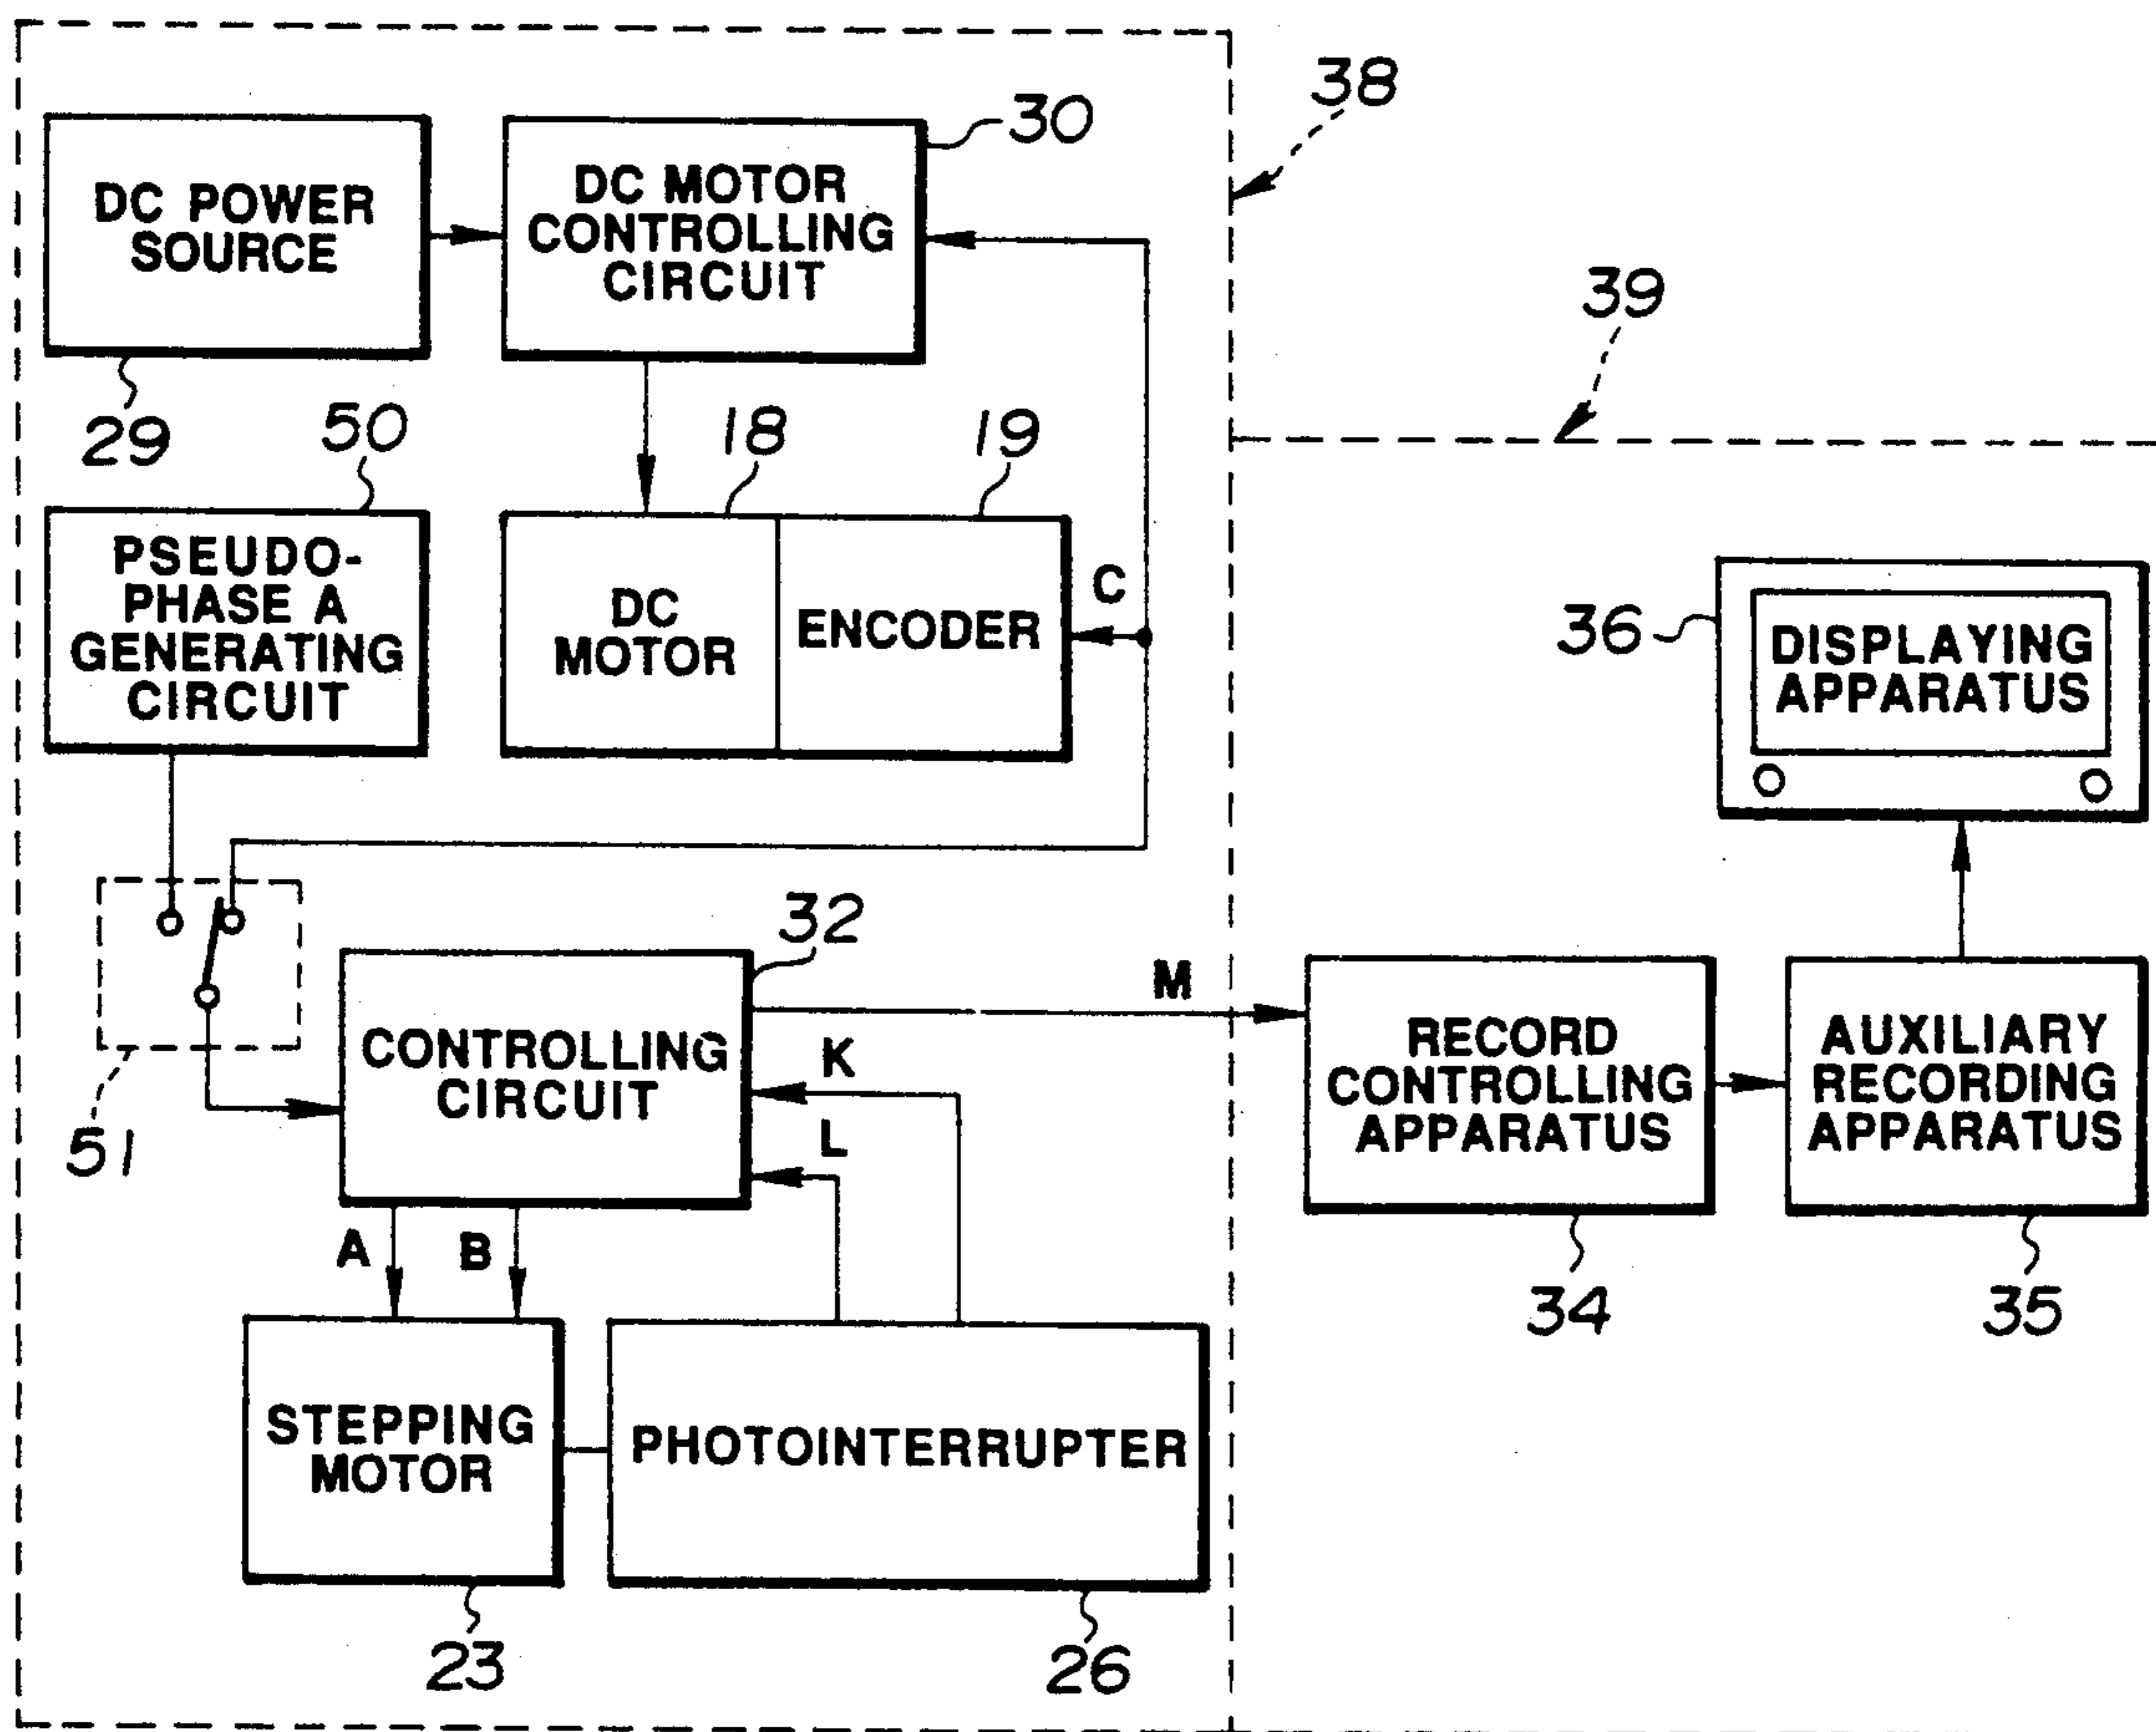 38
30
DC POWER
SOURCE
DC MOTOR
CONTROLLING
CIRCUIT
39
29
50
18
19
PSEUDO-
PHASE A
GENERATING
CIRCUIT
DC
MOTOR
ENCODER
C
36
DISPLAYING
APPARATUS
32
M
CONTROLLING
CIRCUIT
K
L
51
RECORD
CONTROLLING
APPARATUS
AUXILIARY
RECORDING
APPARATUS
A
B
34
35
STEPPING
MOTOR
PHOTOINTERRUPTER
23
26